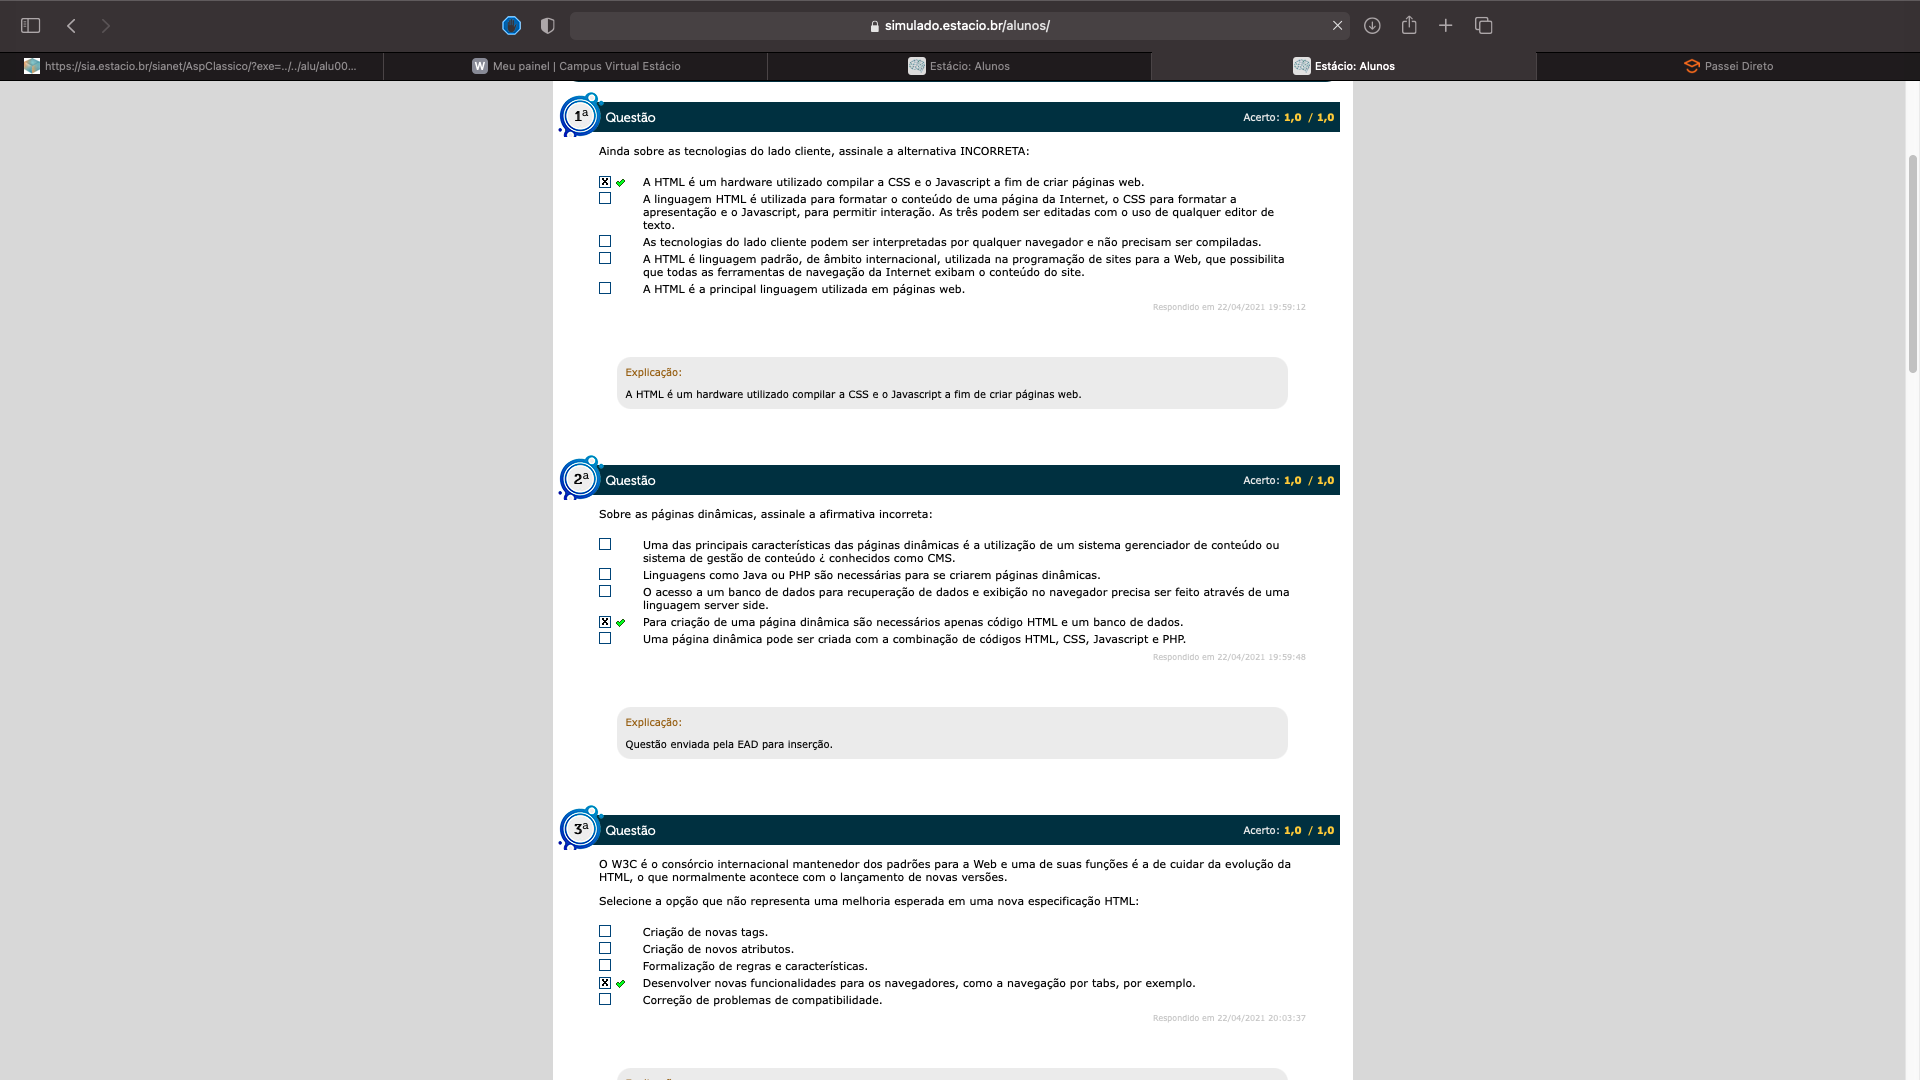 simulado.estacio.br/alunos/
https://sia.estacio.br/sianet/AspClassico/?exe=../../alu/alu00...
W Meu painel | Campus Virtual Estácio
Estácio: Alunos
Estácio: Alunos
Passei Direto
1ª Questão Acerto: 1,0 / 1,0
Ainda sobre as tecnologias do lado cliente, assinale a alternativa INCORRETA:
A HTML é um hardware utilizado compilar a CSS e o Javascript a fim de criar páginas web.
A linguagem HTML é utilizada para formatar o conteúdo de uma página da Internet, o CSS para formatar a
apresentação e o Javascript, para permitir interação. As três podem ser editadas com o uso de qualquer editor de
texto.
As tecnologias do lado cliente podem ser interpretadas por qualquer navegador e não precisam ser compiladas.
A HTML é linguagem padrão, de âmbito internacional, utilizada na programação de sites para a Web, que possibilita
que todas as ferramentas de navegação da Internet exibam o conteúdo do site.
A HTML é a principal linguagem utilizada em páginas web.
Respondido em 22/04/2021 19:59:12
Explicação:
A HTML é um hardware utilizado compilar a CSS e o Javascript a fim de criar páginas web.
2ª Questão Acerto: 1,0 / 1,0
Sobre as páginas dinâmicas, assinale a afirmativa incorreta:
Uma das principais características das páginas dinâmicas é a utilização de um sistema gerenciador de conteúdo ou
sistema de gestão de conteúdo ¿ conhecidos como CMS.
Linguagens como Java ou PHP são necessárias para se criarem páginas dinâmicas.
O acesso a um banco de dados para recuperação de dados e exibição no navegador precisa ser feito através de uma
linguagem server side.
Para criação de uma página dinâmica são necessários apenas código HTML e um banco de dados.
Uma página dinâmica pode ser criada com a combinação de códigos HTML, CSS, Javascript e PHP.
Respondido em 22/04/2021 19:59:48
Explicação:
Questão enviada pela EAD para inserção.
3ª Questão Acerto: 1,0 / 1,0
O W3C é o consórcio internacional mantenedor dos padrões para a Web e uma de suas funções é a de cuidar da evolução da
HTML, o que normalmente acontece com o lançamento de novas versões.
Selecione a opção que não representa uma melhoria esperada em uma nova especificação HTML:
Criação de novas tags.
Criação de novos atributos.
Formalização de regras e características.
Desenvolver novas funcionalidades para os navegadores, como a navegação por tabs, por exemplo.
Correção de problemas de compatibilidade.
Respondido em 22/04/2021 20:03:37